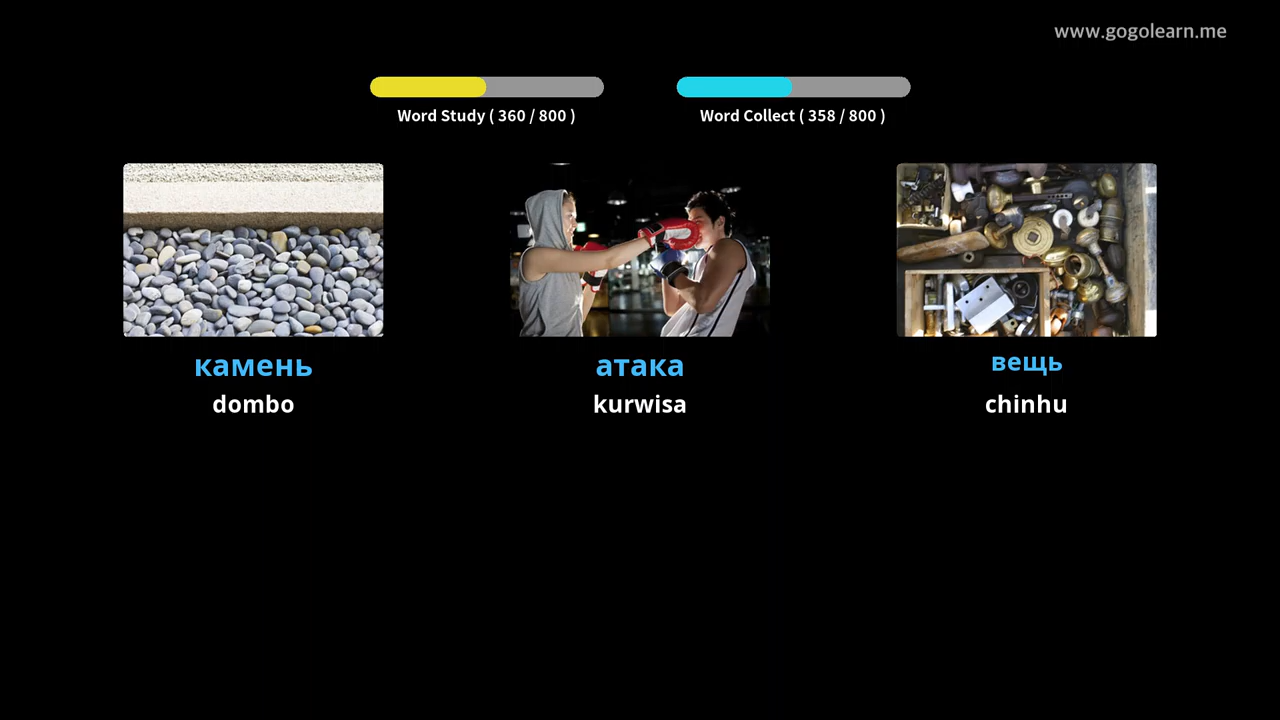 www.gogolearn.me
Word Study ( 360 / 800 )
Word Collect ( 358 / 800 )
камень
атака
вещь
dombo
kurwisa
chinhu